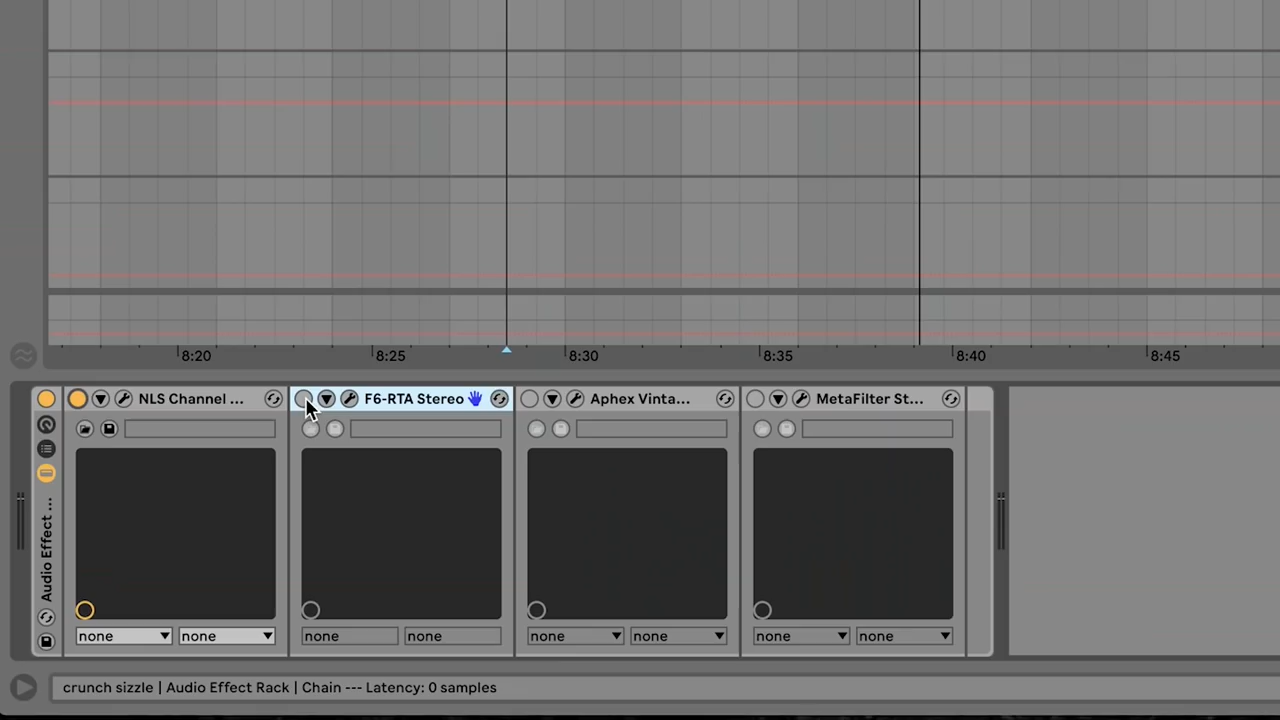 8:20 8:25 8:30 8:35 8:40 8:45
NLS Channel ... F6-RTA Stereo Aphex Vinta... MetaFilter St...
Audio Effect ...
none none none none none none none none
crunch sizzle | Audio Effect Rack | Chain --- Latency: 0 samples